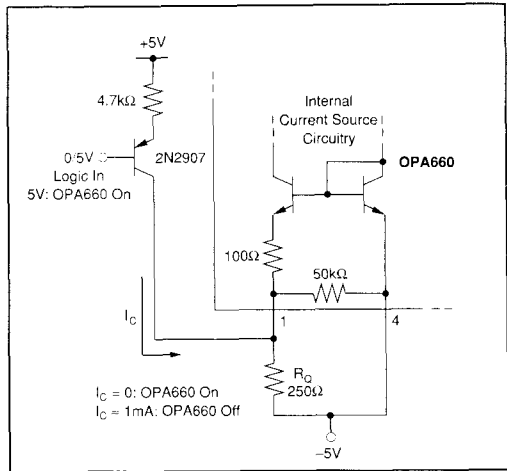 +5V
4.7kΩ
0/5V
2N2907
Logic In
5V: OPA660 On
Internal
Current Source
Circuitry
OPA660
100Ω
50kΩ
1
4
I_C
R_Q
250Ω
I_C = 0: OPA660 On
I_C ≈ 1mA: OPA660 Off
–5V